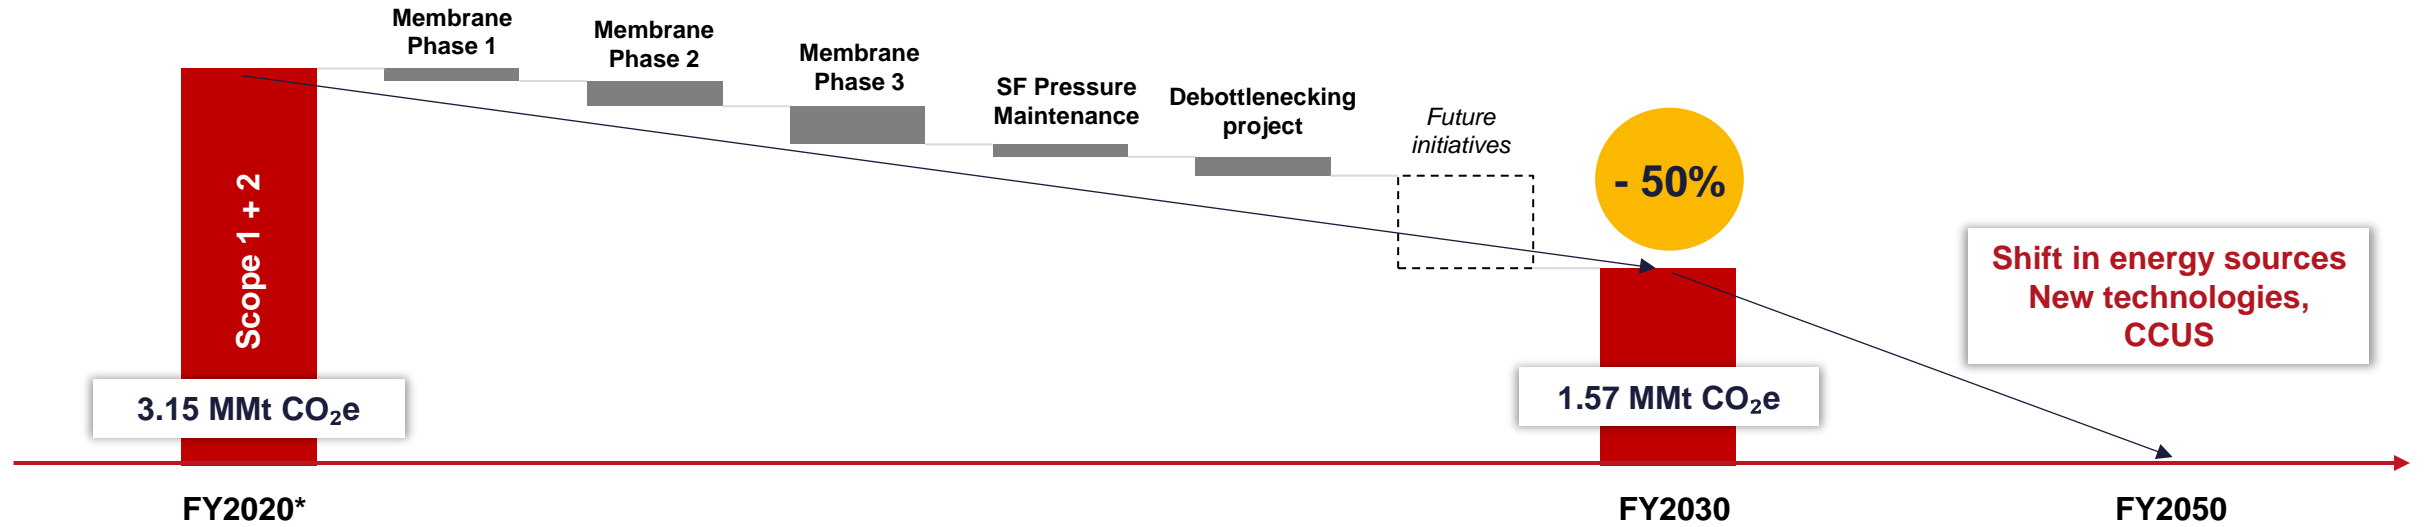 Membrane
Phase 1
Membrane
Phase 2
Membrane
Phase 3
SF Pressure
Maintenance
Debottlenecking
project
Future
initiatives
- 50%
Scope 1 + 2
Shift in energy sources
New technologies,
CCUS
3.15 MMt CO₂e
1.57 MMt CO₂e
FY2020*
FY2030
FY2050